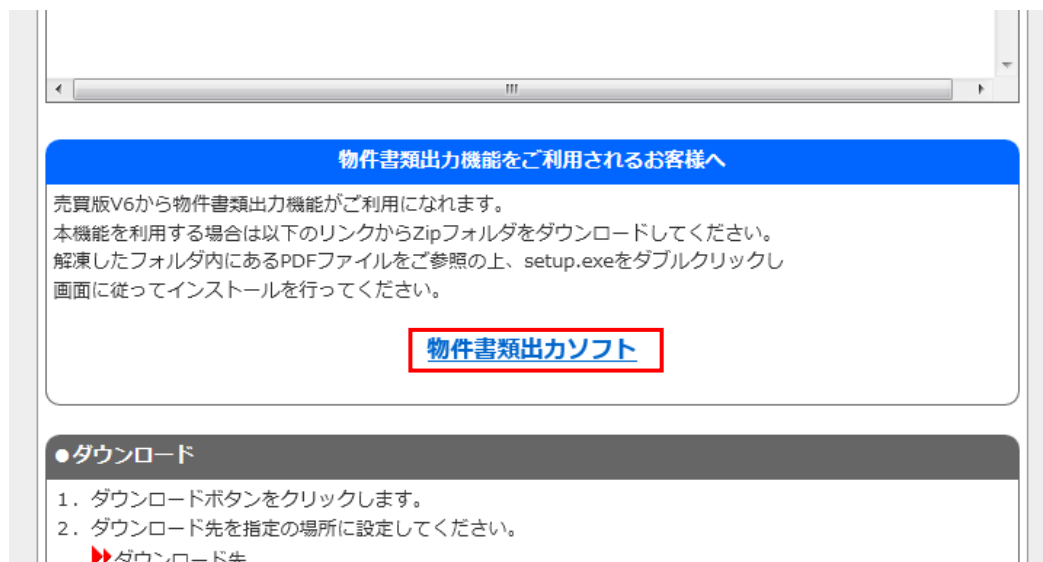 物件書類出力機能をご利用されるお客様へ
売買版V6から物件書類出力機能がご利用になれます。
本機能を利用する場合は以下のリンクからZipフォルダをダウンロードしてください。
解凍したフォルダ内にあるPDFファイルをご参照の上、setup.exeをダブルクリックし
画面に従ってインストールを行ってください。
物件書類出力ソフト
●ダウンロード
1. ダウンロードボタンをクリックします。
2. ダウンロード先を指定の場所に設定してください。
ダウンロード先